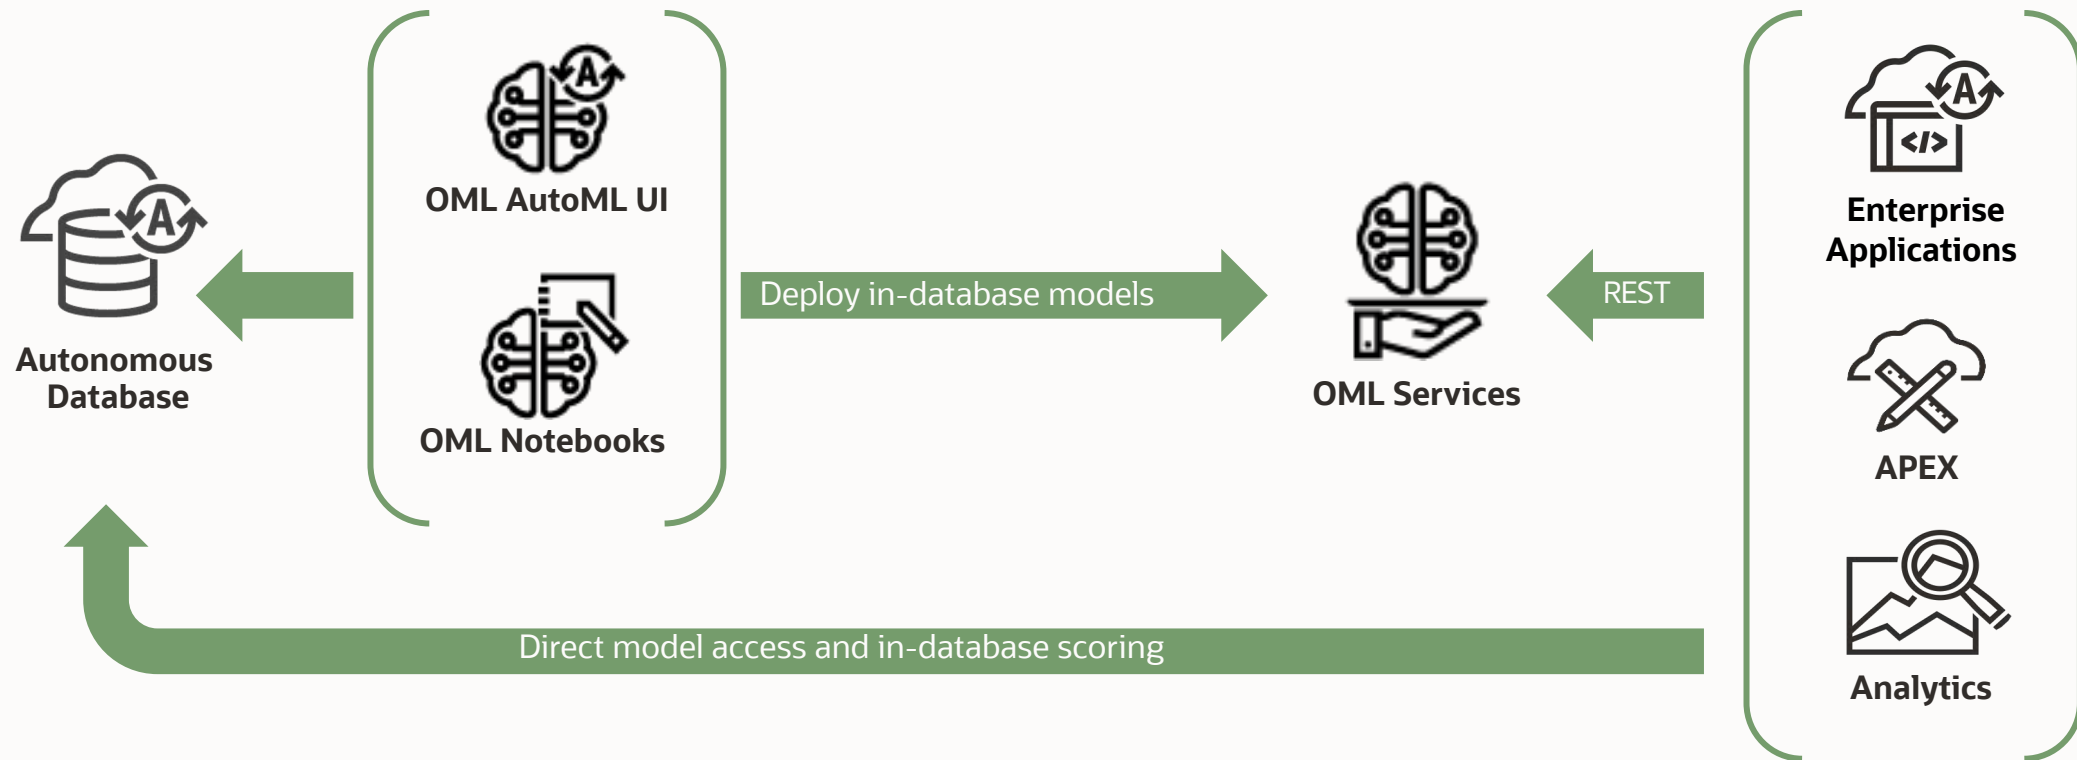 OML AutoML UI
OML Notebooks
Autonomous
Database
Deploy in-database models
OML Services
REST
Enterprise
Applications
APEX
Analytics
Direct model access and in-database scoring
A
A
A
</>